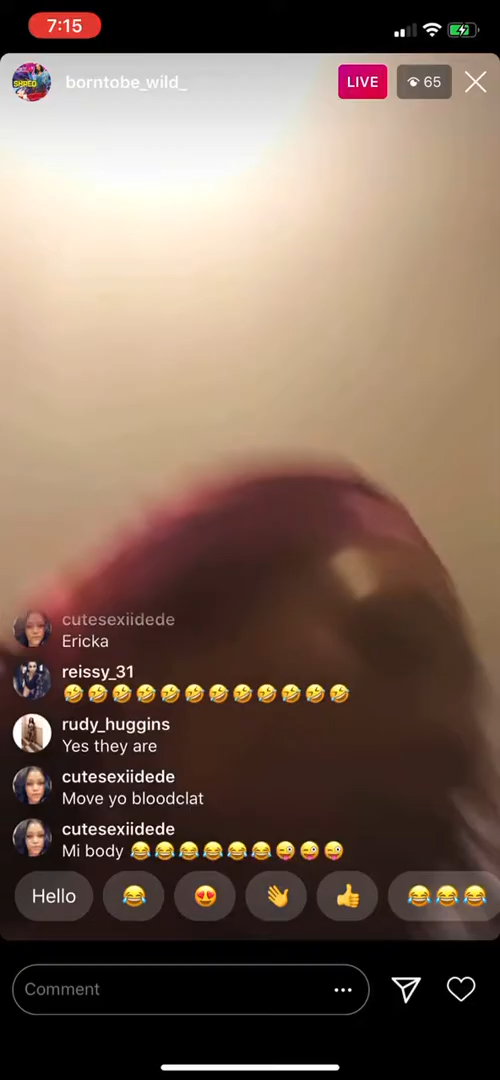 7:15
SHRED
borntobe_wild_
LIVE
65
cutesexiidede
Ericka
reissy_31
🤣🤣🤣🤣🤣🤣🤣🤣🤣🤣🤣🤣
rudy_huggins
Yes they are
cutesexiidede
Move yo bloodclat
cutesexiidede
Mi body 😂😂😂😂😂😂😜😜😜
Hello 😂 😍 👋 👍 😂😂😂
Comment